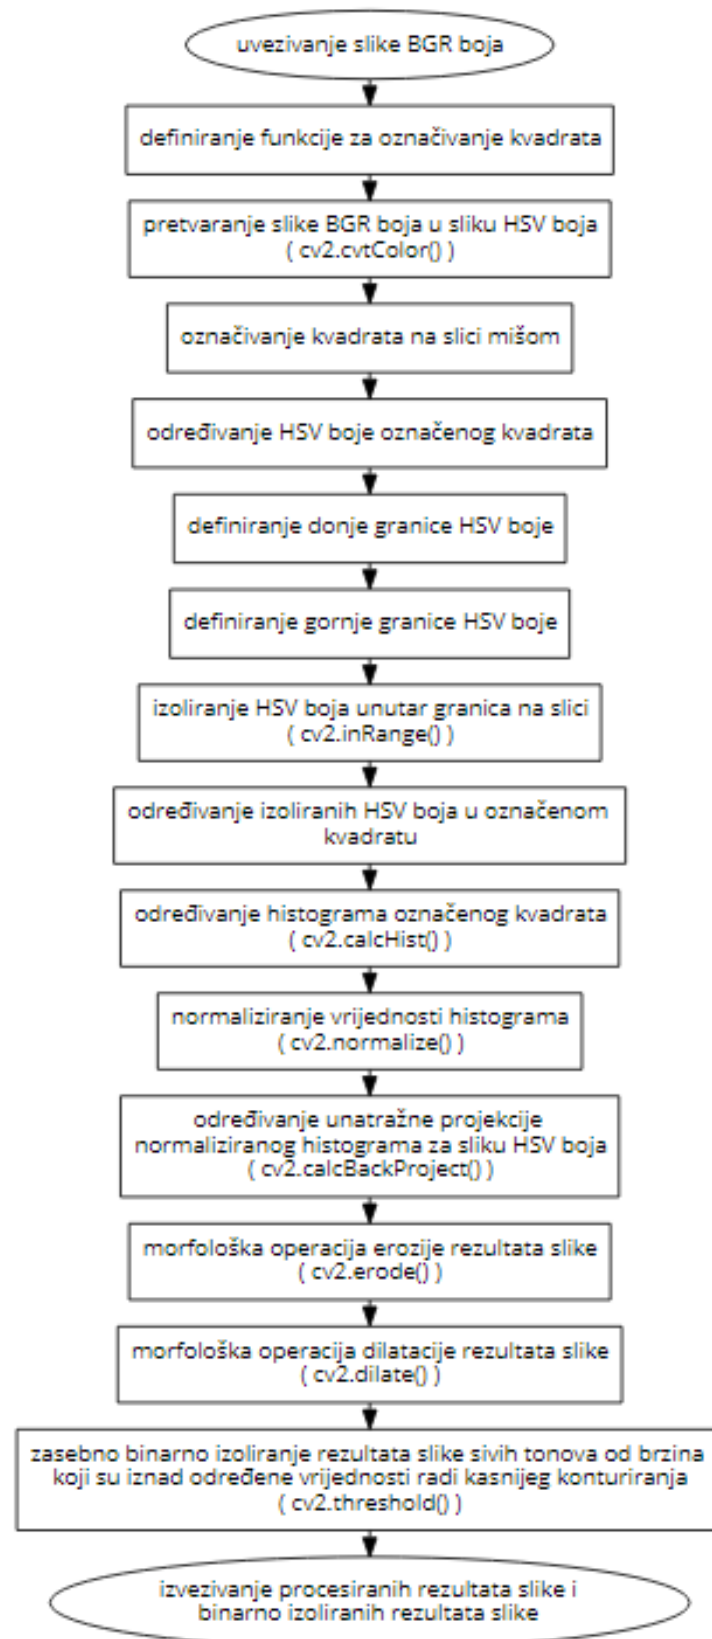 uvezivanje slike BGR boja
definiranje funkcije za označivanje kvadrata
pretvaranje slike BGR boja u sliku HSV boja
( cv2.cvtColor() )
označivanje kvadrata na slici mišom
određivanje HSV boje označenog kvadrata
definiranje donje granice HSV boje
definiranje gornje granice HSV boje
izoliranje HSV boja unutar granica na slici
( cv2.inRange() )
određivanje izoliranih HSV boja u označenom
kvadratu
određivanje histograma označenog kvadrata
( cv2.calcHist() )
normaliziranje vrijednosti histograma
( cv2.normalize() )
određivanje unatražne projekcije
normaliziranog histograma za sliku HSV boja
( cv2.calcBackProject() )
morfološka operacija erozije rezultata slike
( cv2.erode() )
morfološka operacija dilatacije rezultata slike
( cv2.dilate() )
zasebno binarno izoliranje rezultata slike sivih tonova od brzina
koji su iznad određene vrijednosti radi kasnijeg konturiranja
( cv2.threshold() )
izvezivanje procesiranih rezultata slike i
binarno izoliranih rezultata slike